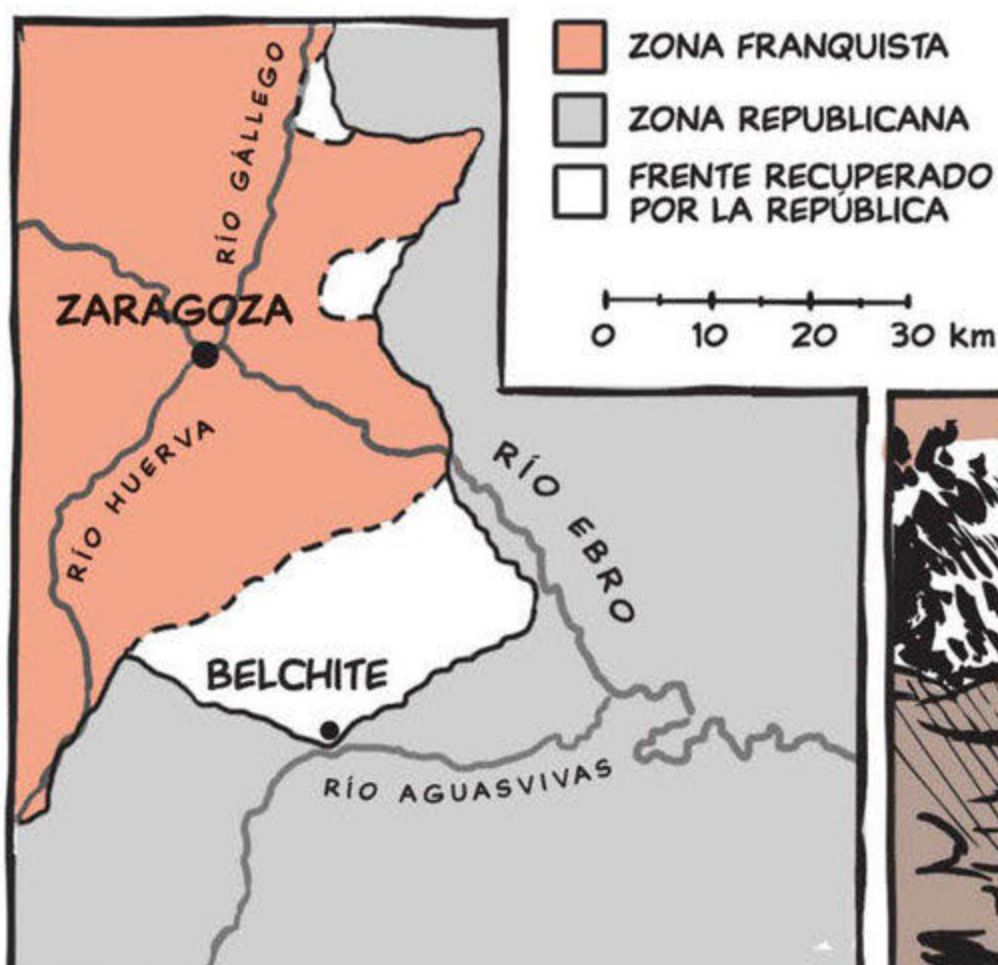 ZONA FRANQUISTA
ZONA REPUBLICANA
FRENTE RECUPERADO
POR LA REPÚBLICA
0 10 20 30 km
RÍO GÁLLEGO
ZARAGOZA
RÍO HUERVA
RÍO EBRO
BELCHITE
RÍO AGUASVIVAS